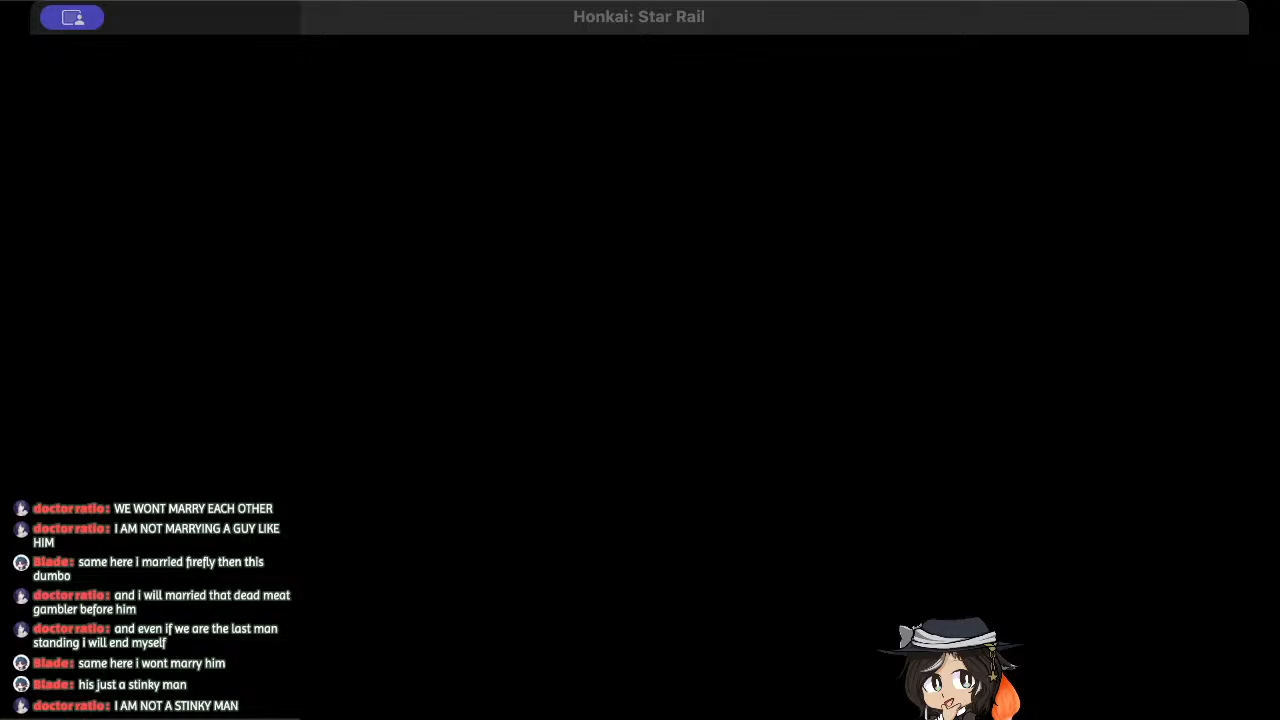 Honkai: Star Rail
doctorratio: WE WONT MARRY EACH OTHER
doctorratio: I AM NOT MARRYING A GUY LIKE
HIM
Blade: same here i married firefly then this
dumbo
doctorratio: and i will married that dead meat
gambler before him
doctorratio: and even if we are the last man
standing i will end myself
Blade: same here i wont marry him
Blade: his just a stinky man
doctorratio: I AM NOT A STINKY MAN